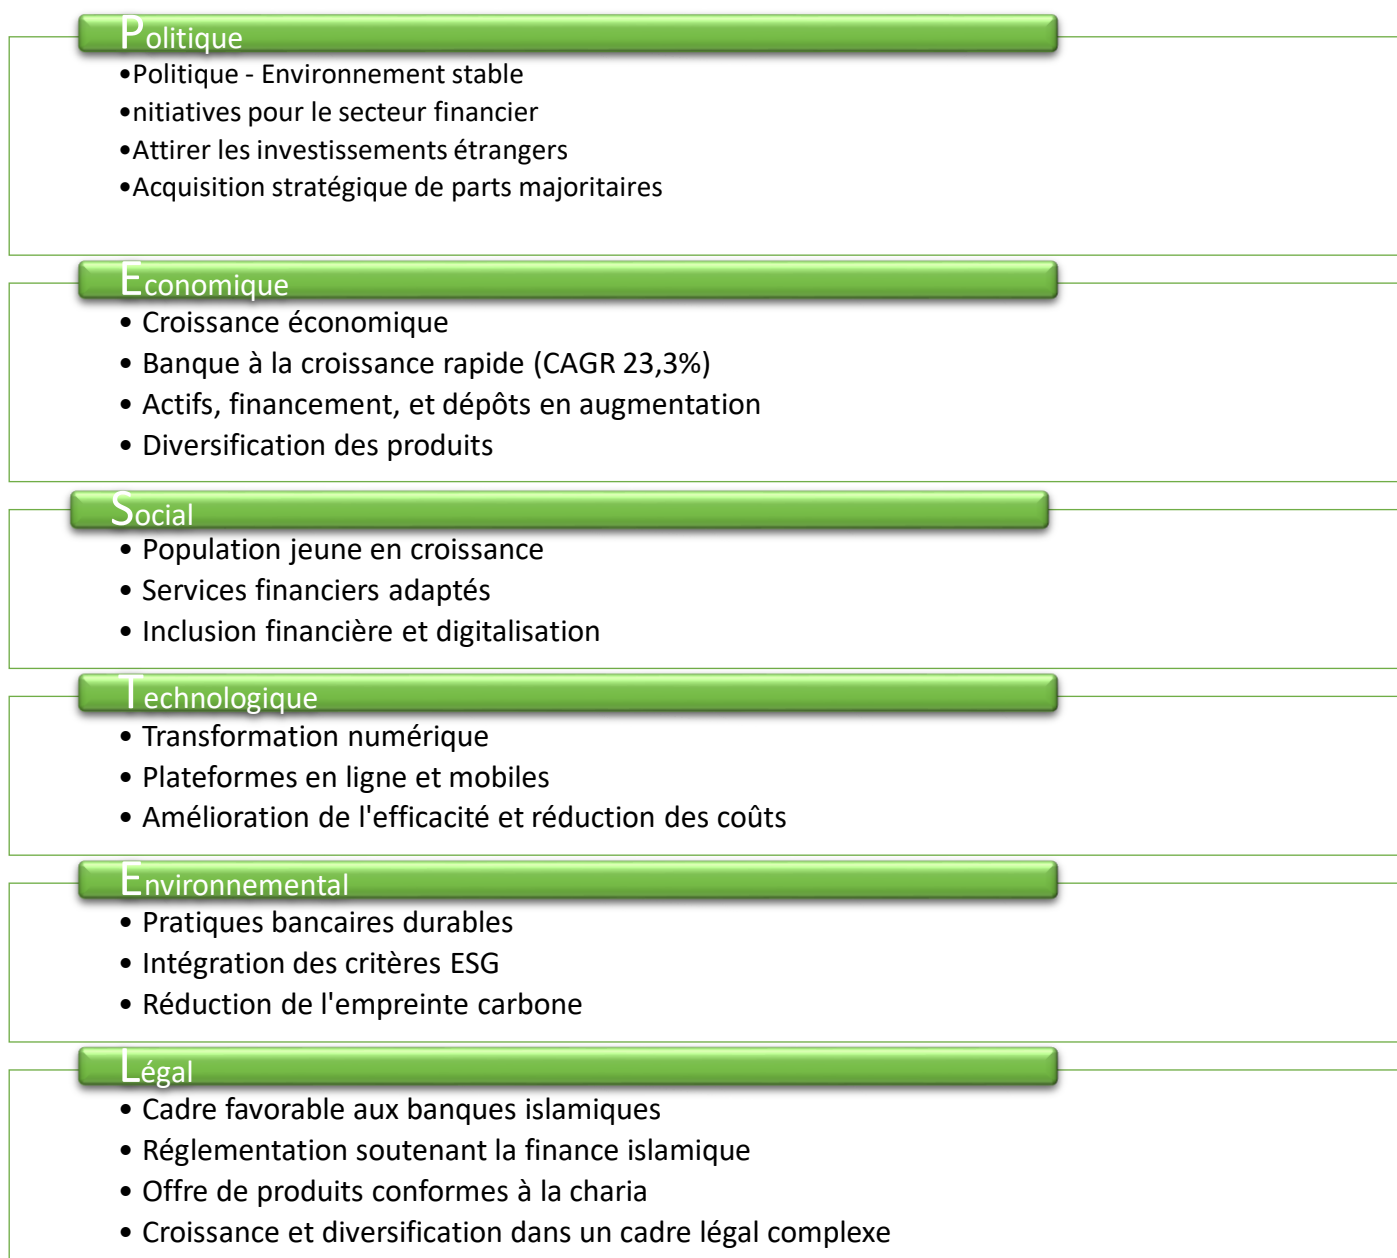 Politique
•Politique - Environnement stable
•nitiatives pour le secteur financier
•Attirer les investissements étrangers
•Acquisition stratégique de parts majoritaires
Economique
• Croissance économique
• Banque à la croissance rapide (CAGR 23,3%)
• Actifs, financement, et dépôts en augmentation
• Diversification des produits
Social
• Population jeune en croissance
• Services financiers adaptés
• Inclusion financière et digitalisation
Technologique
• Transformation numérique
• Plateformes en ligne et mobiles
• Amélioration de l'efficacité et réduction des coûts
Environnemental
• Pratiques bancaires durables
• Intégration des critères ESG
• Réduction de l'empreinte carbone
Légal
• Cadre favorable aux banques islamiques
• Réglementation soutenant la finance islamique
• Offre de produits conformes à la charia
• Croissance et diversification dans un cadre légal complexe